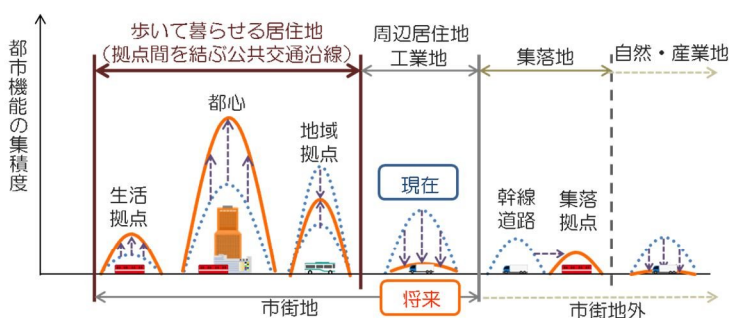 歩いて暮らせる居住地
(拠点間を結ぶ公共交通沿線)
周辺居住地
工業地
集落地
自然・産業地
都市機能の集積度
都心
地域
拠点
生活
拠点
現在
幹線
道路
集落
拠点
市街地
将来
市街地外